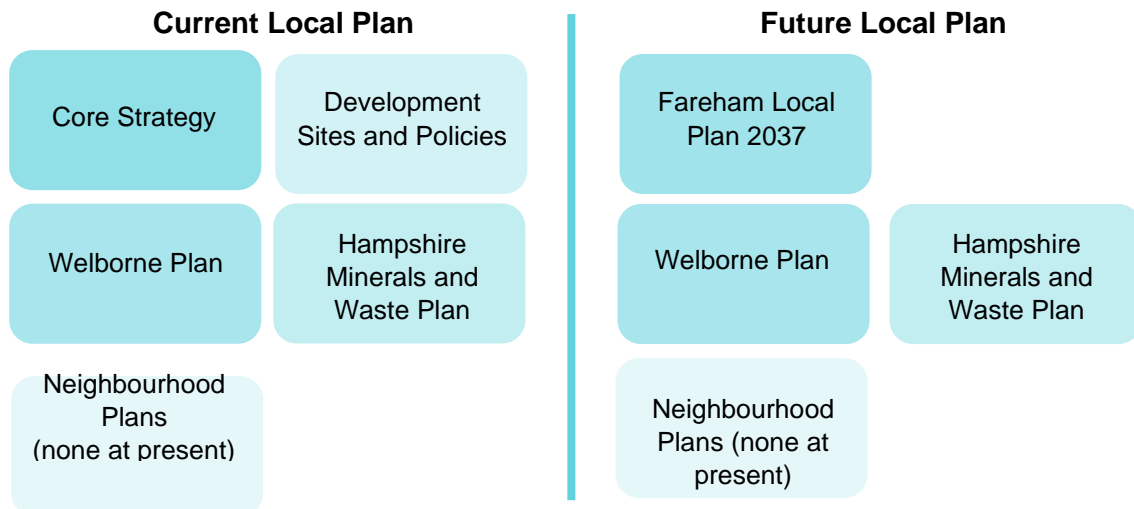 Current Local Plan
Core Strategy
Development
Sites and Policies
Welborne Plan
Hampshire
Minerals and
Waste Plan
Neighbourhood
Plans
(none at present)
Future Local Plan
Fareham Local
Plan 2037
Welborne Plan
Hampshire
Minerals and
Waste Plan
Neighbourhood
Plans (none at
present)